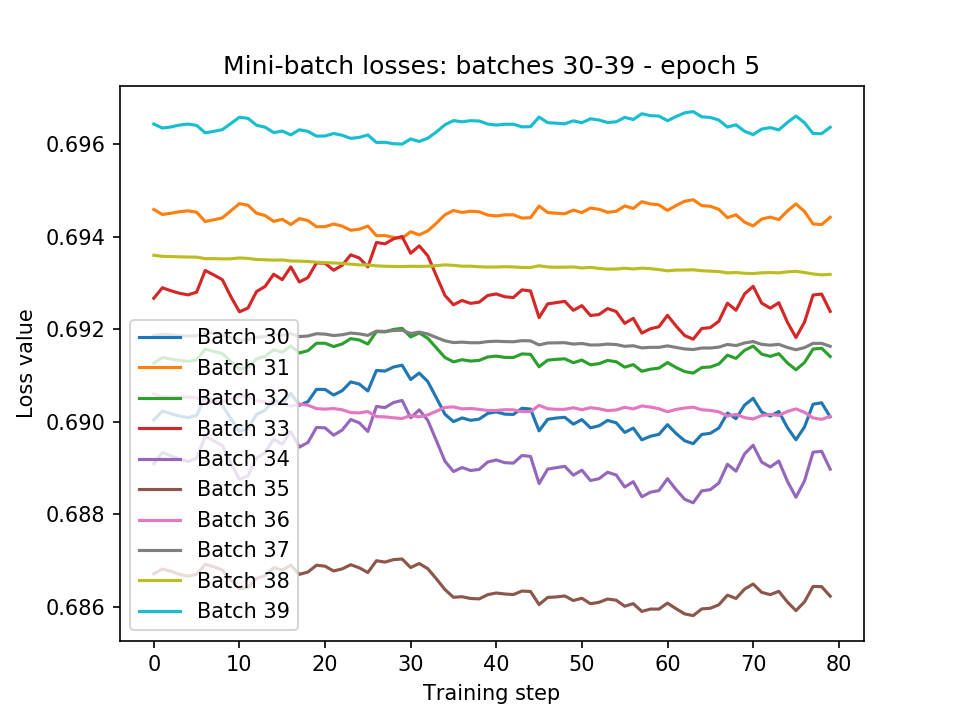 Mini-batch losses: batches 30-39 - epoch 5
0.696
0.694
0.692
0.690
0.688
0.686
Loss value
Batch 30
Batch 31
Batch 32
Batch 33
Batch 34
Batch 35
Batch 36
Batch 37
Batch 38
Batch 39
0 10 20 30 40 50 60 70 80
Training step